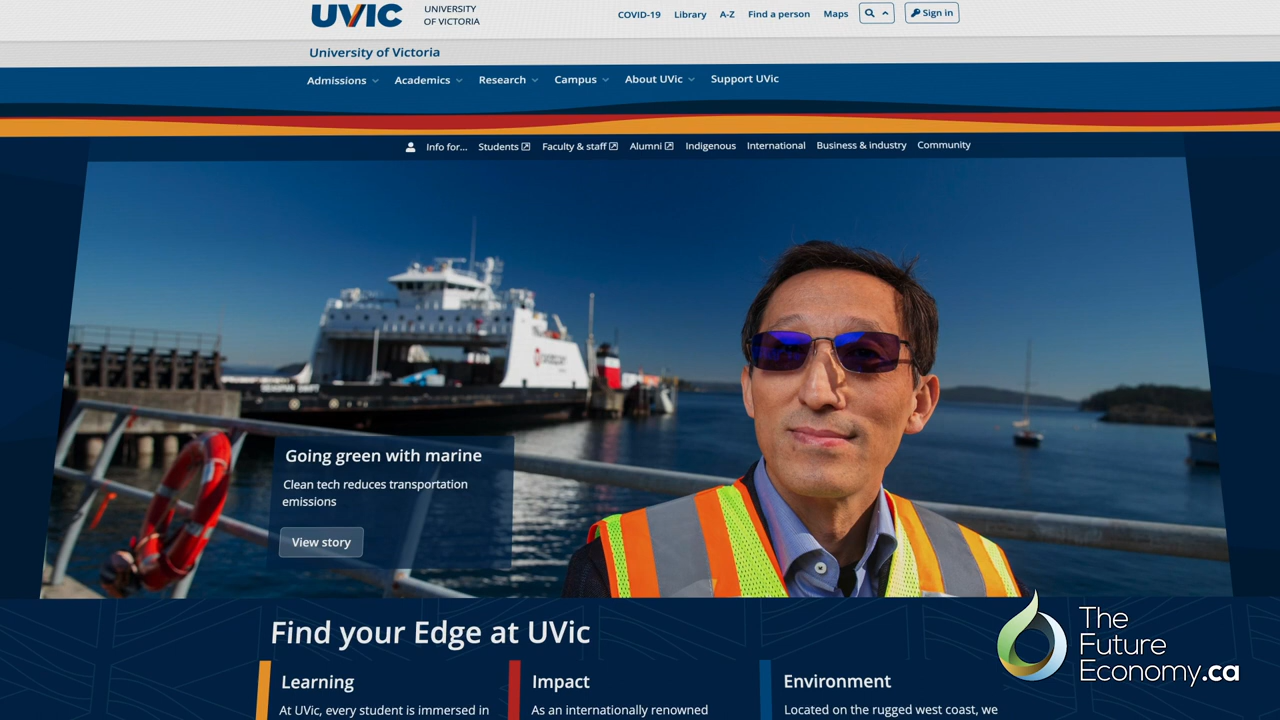 UVIC
UNIVERSITY
OF VICTORIA
COVID-19 Library A-Z Find a person Maps Sign in
University of Victoria
Admissions Academics Research Campus About UVic Support UVic
Info for... Students Faculty & staff Alumni Indigenous International Business & industry Community
Going green with marine
Clean tech reduces transportation
emissions
View story
Find your Edge at UVic
Learning
At UVic, every student is immersed in
Impact
As an internationally renowned
Environment
Located on the rugged west coast, we
The
Future
Economy.ca